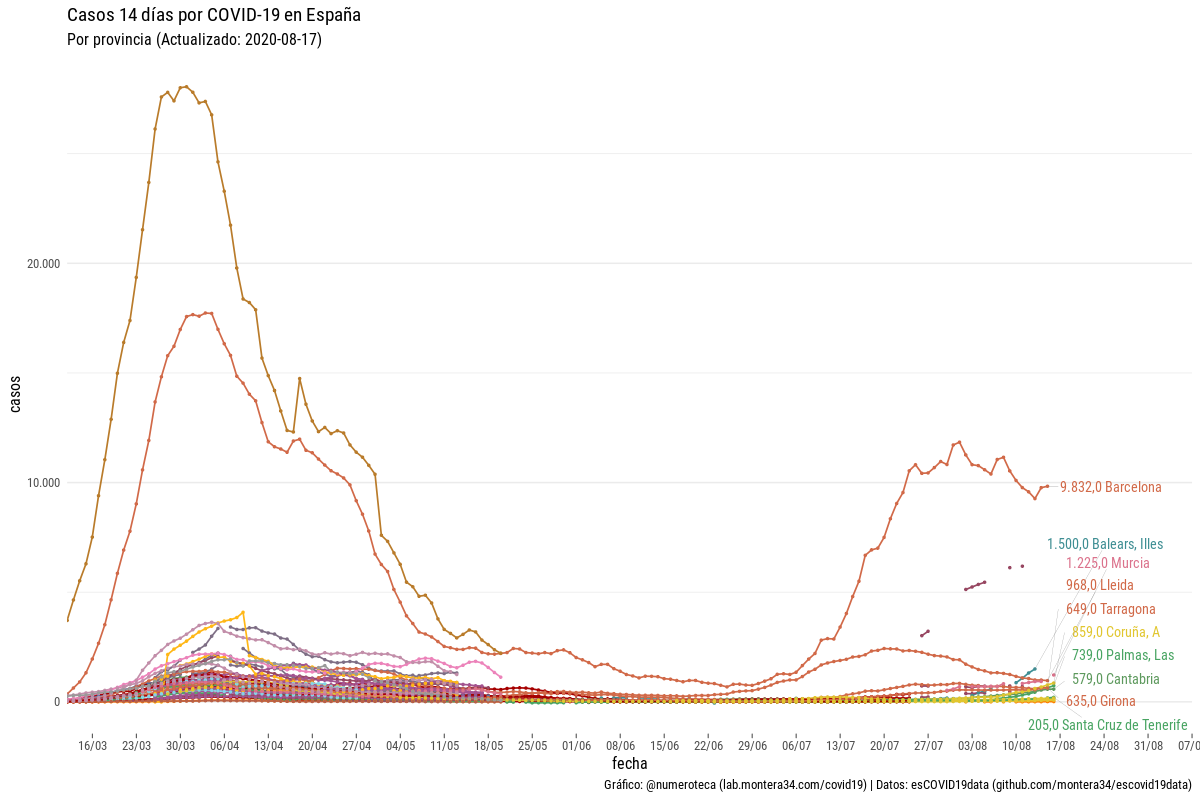 Casos 14 días por COVID-19 en España
Por provincia (Actualizado: 2020-08-17)
casos
20.000
10.000
0
9.832,0 Barcelona
1.500,0 Balears, Illes
1.225,0 Murcia
968,0 Lleida
649,0 Tarragona
859,0 Coruña, A
739,0 Palmas, Las
579,0 Cantabria
635,0 Girona
205,0 Santa Cruz de Tenerife
16/03 23/03 30/03 06/04 13/04 20/04 27/04 04/05 11/05 18/05 25/05 01/06 08/06 15/06 22/06 29/06 06/07 13/07 20/07 27/07 03/08 10/08 17/08 24/08 31/08 07/0
fecha
Gráfico: @numeroteca (lab.montera34.com/covid19) | Datos: esCOVID19data (github.com/montera34/escovid19data)